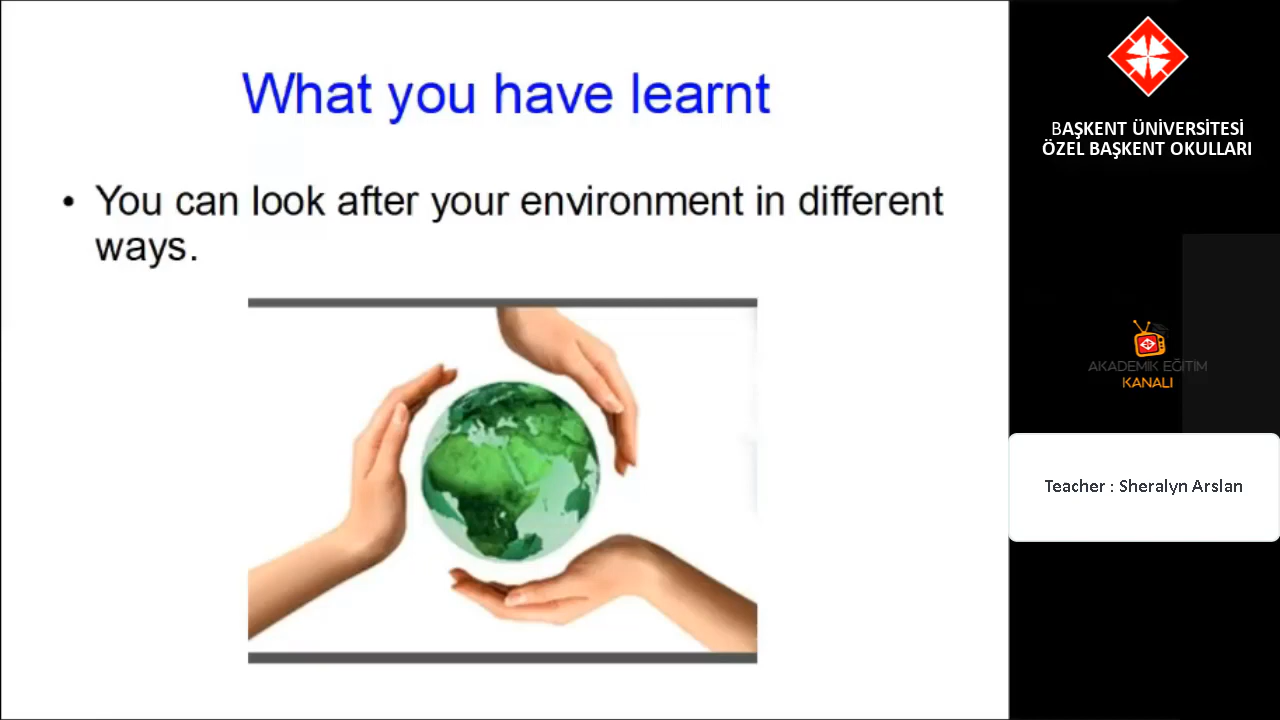 What you have learnt
• You can look after your environment in different
ways.
BAŞKENT ÜNİVERSİTESİ
ÖZEL BAŞKENT OKULLARI
AKADEMİK EĞİTİM
KANALI
Teacher : Sheralyn Arslan